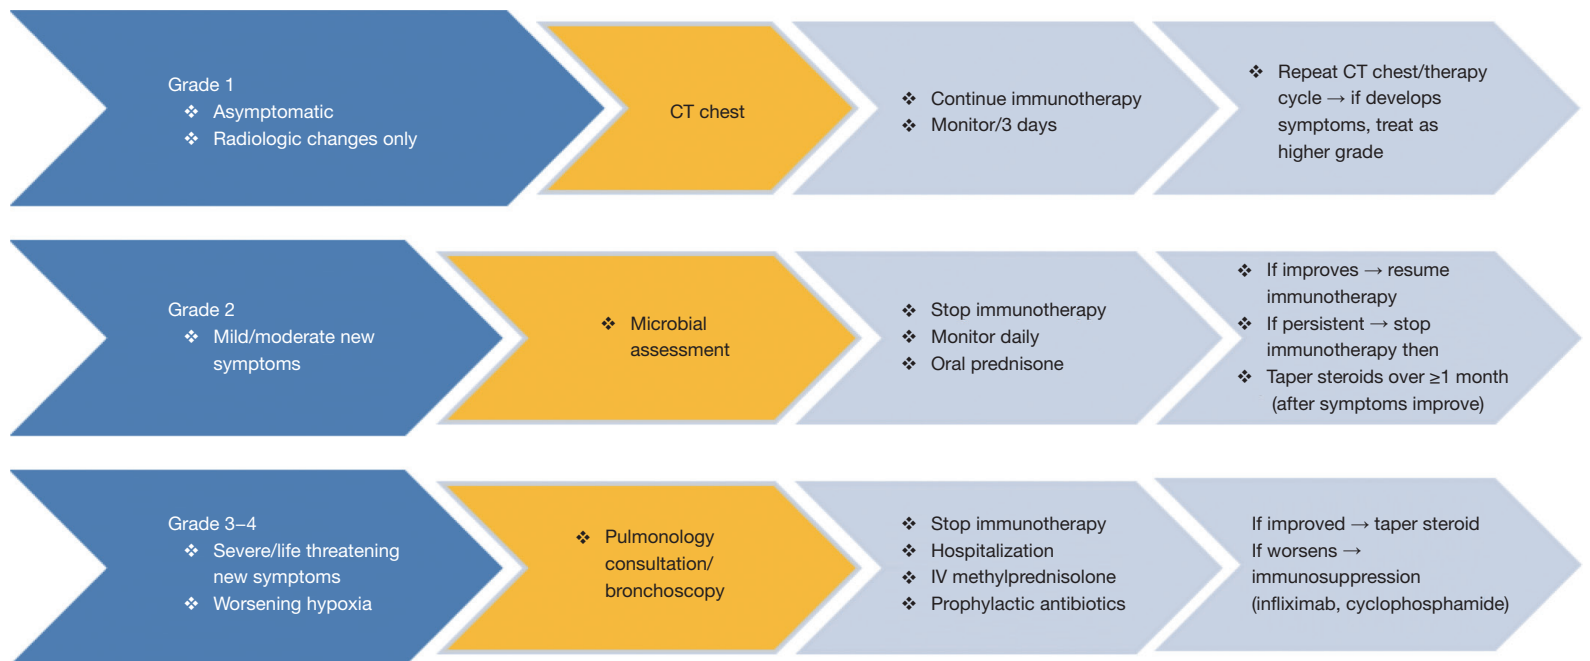 Grade 1
❖ Asymptomatic
❖ Radiologic changes only
CT chest
❖ Continue immunotherapy
❖ Monitor/3 days
❖ Repeat CT chest/therapy
cycle → if develops
symptoms, treat as
higher grade
Grade 2
❖ Mild/moderate new
symptoms
❖ Microbial
assessment
❖ Stop immunotherapy
❖ Monitor daily
❖ Oral prednisone
❖ If improves → resume
immunotherapy
❖ If persistent → stop
immunotherapy then
❖ Taper steroids over ≥1 month
(after symptoms improve)
Grade 3–4
❖ Severe/life threatening
new symptoms
❖ Worsening hypoxia
❖ Pulmonology
consultation/
bronchoscopy
❖ Stop immunotherapy
❖ Hospitalization
❖ IV methylprednisolone
❖ Prophylactic antibiotics
If improved → taper steroid
If worsens →
immunosuppression
(infliximab, cyclophosphamide)